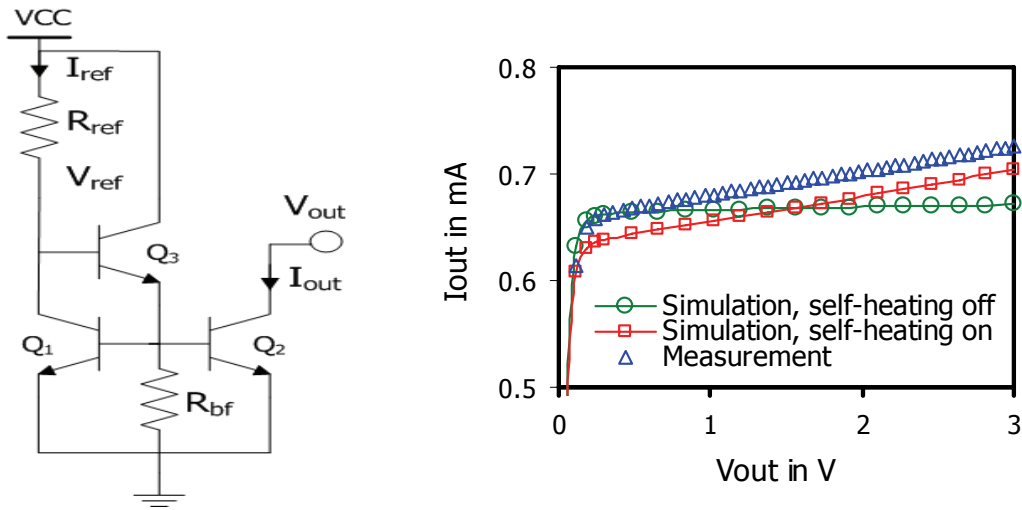 VCC
Iref
Rref
Vref
Q3
Vout
Iout
Q1
Q2
Rbf
0.8
0.7
0.6
0.5
Iout in mA
Simulation, self-heating off
Simulation, self-heating on
Measurement
0 1 2 3
Vout in V